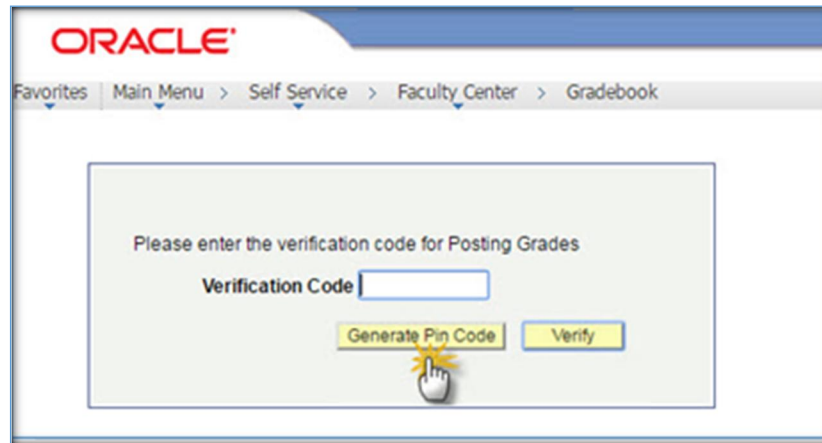 ORACLE'
Favorites Main Menu > Self Service > Faculty Center > Gradebook
Please enter the verification code for Posting Grades
Verification Code
Generate Pin Code Verify